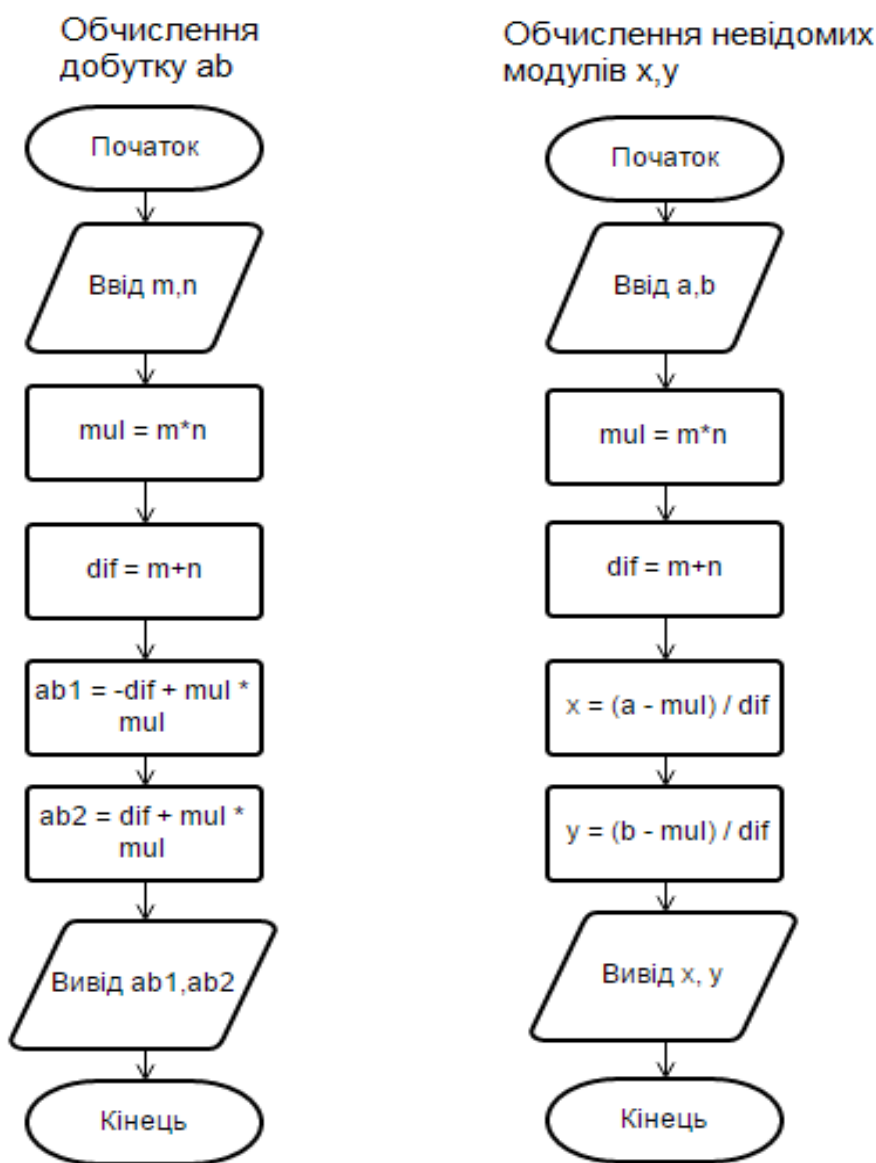 Обчислення
добутку ab
Початок
Ввід m,n
mul = m*n
dif = m+n
ab1 = -dif + mul *
mul
ab2 = dif + mul *
mul
Вивід ab1,ab2
Кінець
Обчислення невідомих
модулів x,y
Початок
Ввід a,b
mul = m*n
dif = m+n
x = (a - mul) / dif
y = (b - mul) / dif
Вивід x, y
Кінець